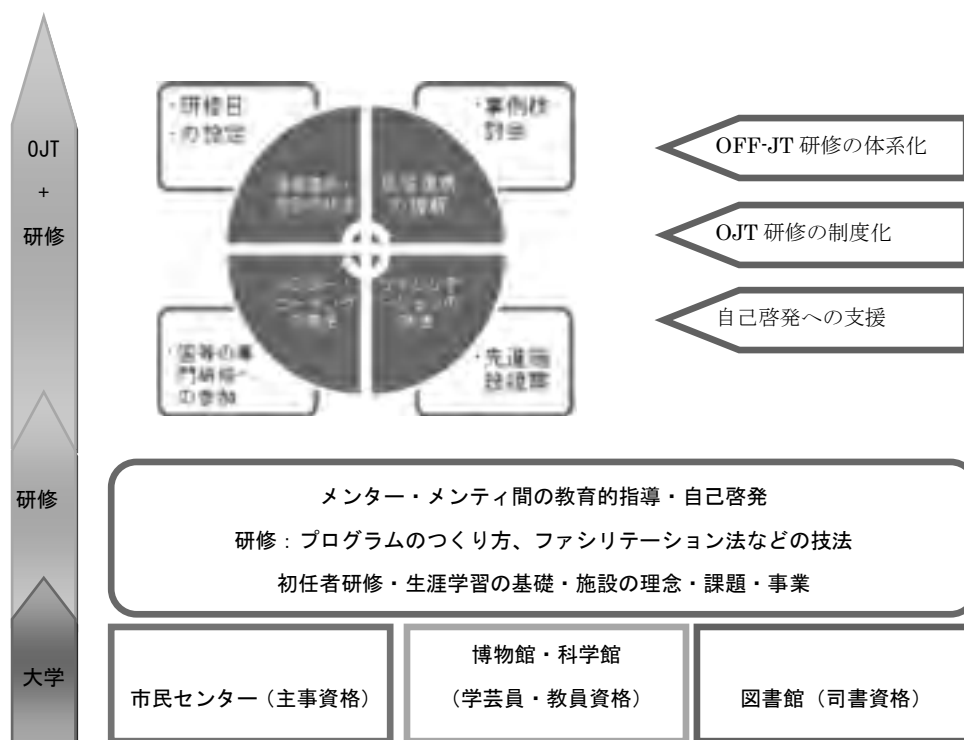 OJT
+
研修
研修
大学
・研修日
・の設定
・事例検
討会
・国等の専
門研修へ
の参加
・先進施
設視察
OFF-JT 研修の体系化
OJT 研修の制度化
自己啓発への支援
メンター・メンティ間の教育的指導・自己啓発
研修：プログラムのつくり方、ファシリテーション法などの技法
初任者研修・生涯学習の基礎・施設の理念・課題・事業
市民センター（主事資格）
博物館・科学館
（学芸員・教員資格）
図書館（司書資格）